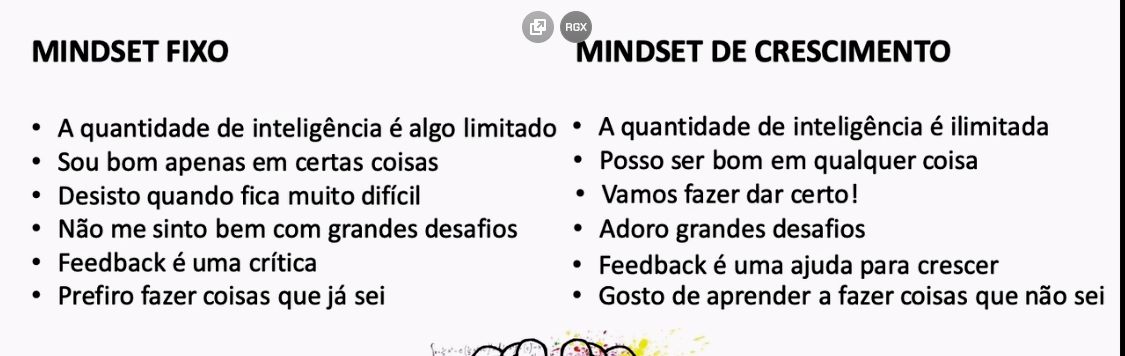 RGX
MINDSET FIXO
• A quantidade de inteligência é algo limitado
• Sou bom apenas em certas coisas
• Desisto quando fica muito difícil
• Não me sinto bem com grandes desafios
• Feedback é uma crítica
• Prefiro fazer coisas que já sei
MINDSET DE CRESCIMENTO
• A quantidade de inteligência é ilimitada
• Posso ser bom em qualquer coisa
• Vamos fazer dar certo!
• Adoro grandes desafios
• Feedback é uma ajuda para crescer
• Gosto de aprender a fazer coisas que não sei